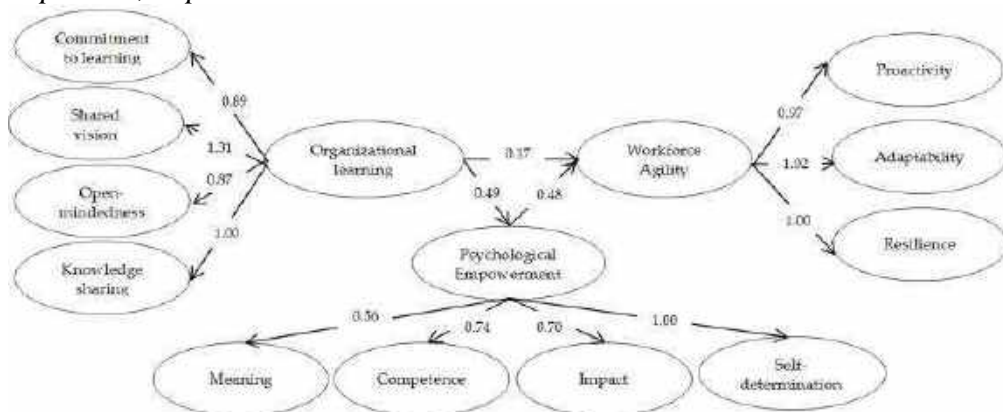 Commitment
to learning
Proactivity
0.89
0.97
Shared
vision
1.31
Organizational
learning
0.17
Workforce
Agility
1.02
Adaptability
Open-
mindedness
0.87
0.49
0.48
Knowledge
sharing
1.00
1.00
Resilience
Psychological
Empowerment
0.56
0.74
0.70
1.00
Meaning
Competence
Impact
Self-
determination